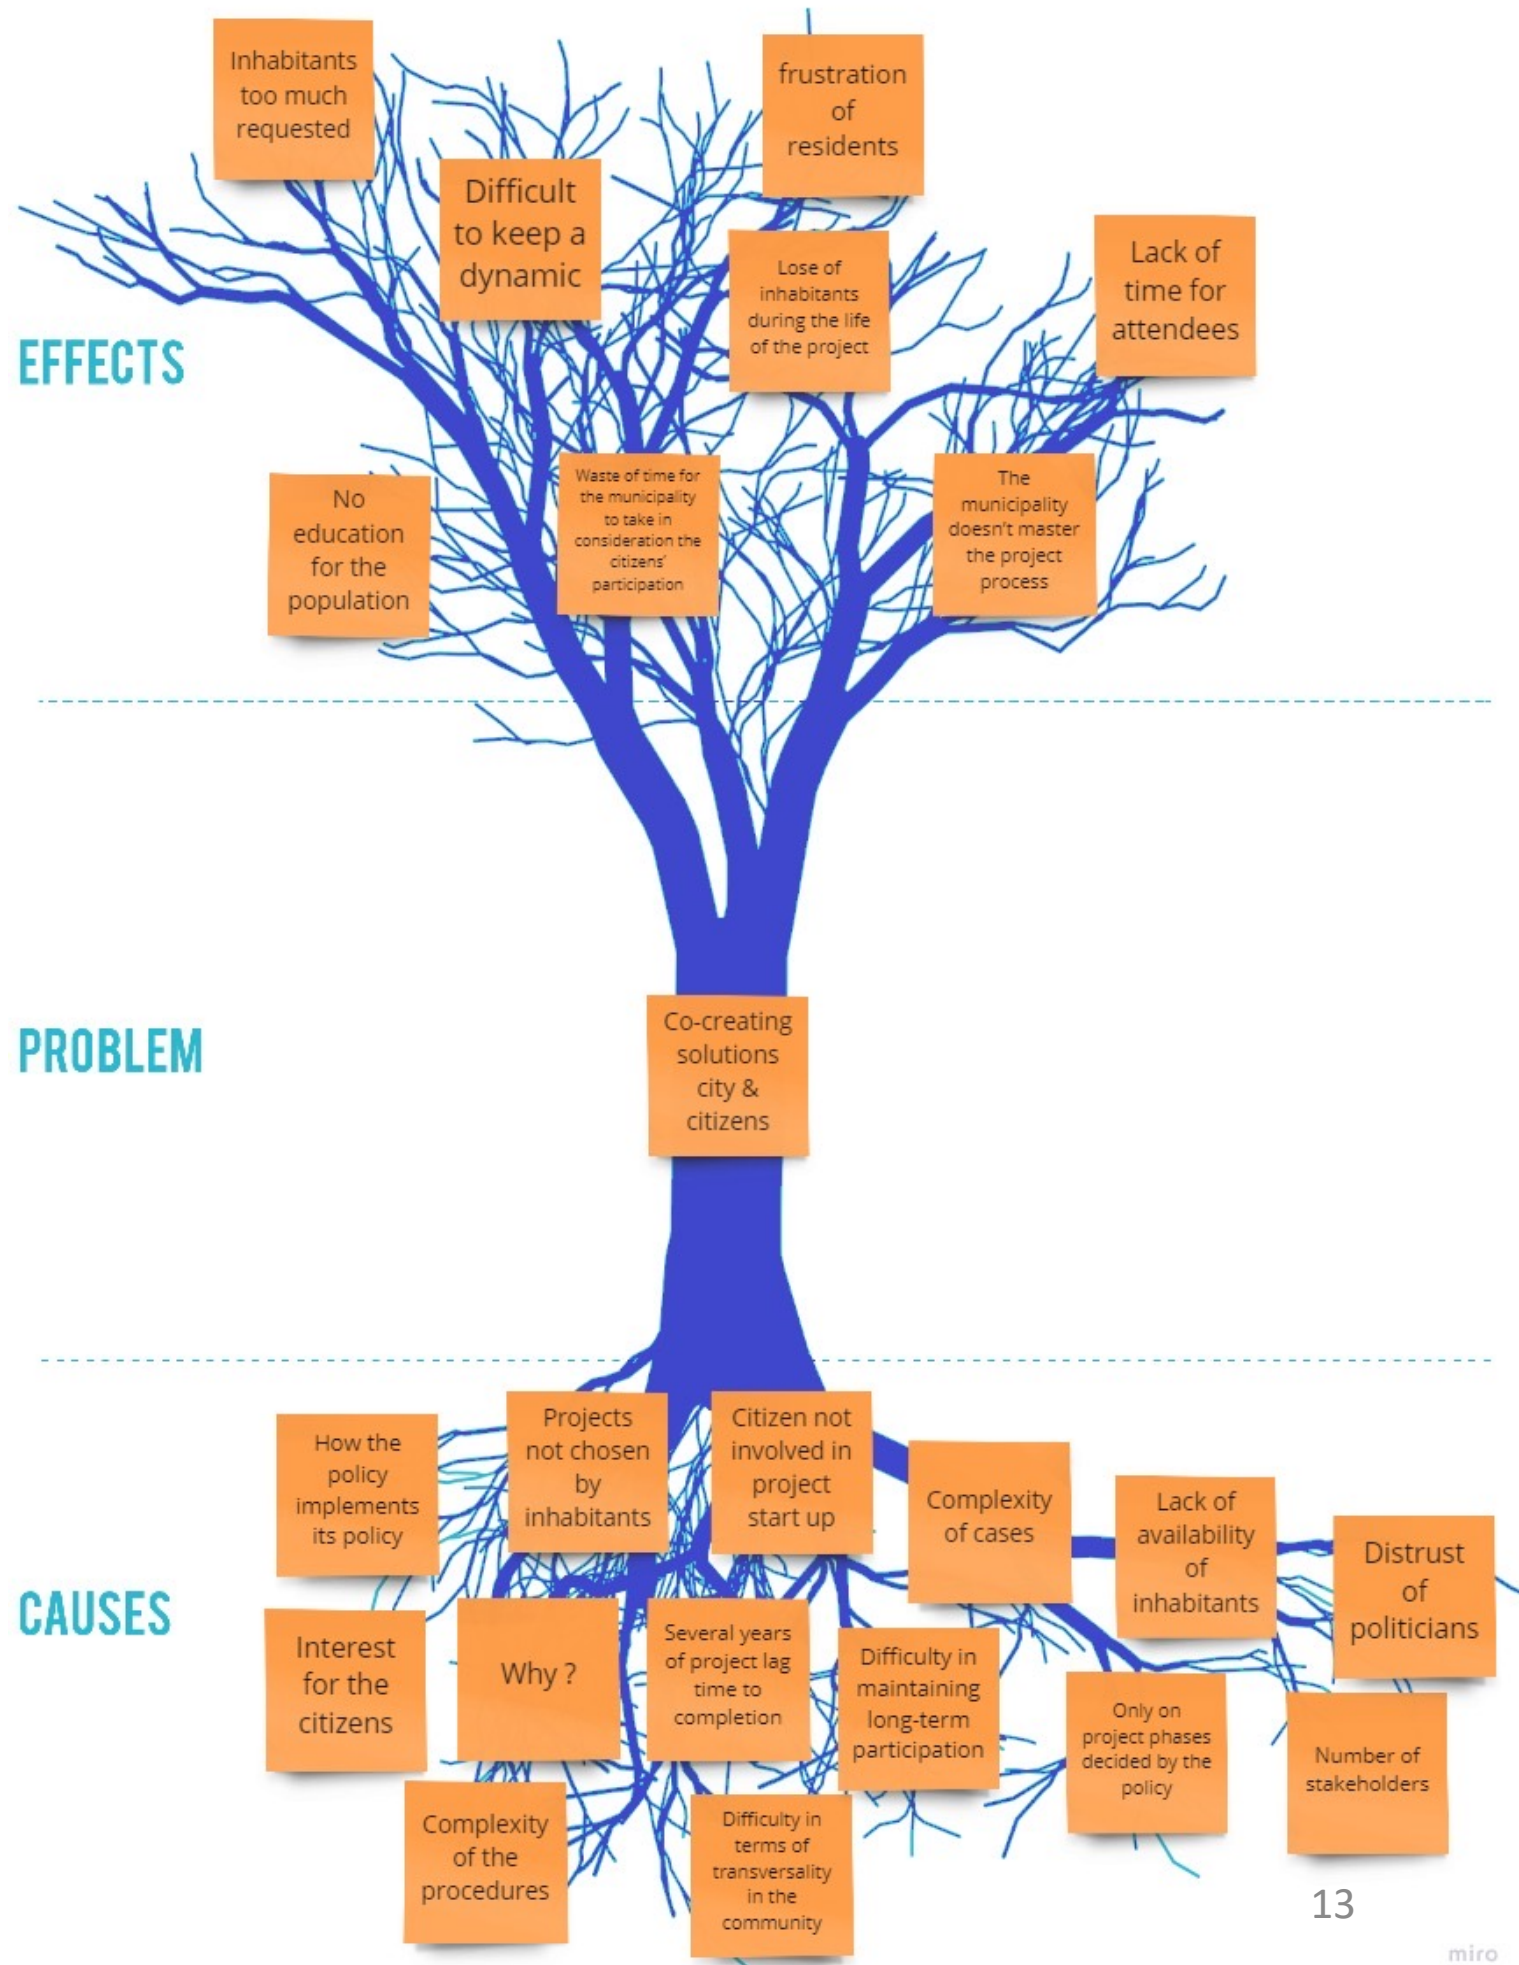 Inhabitants
too much
requested
frustration
of
residents
Difficult
to keep a
dynamic
Lose of
inhabitants
during the life
of the project
Lack of
time for
attendees
EFFECTS
No
education
for the
population
Waste of time for
the municipality
to take in
consideration the
citizens'
participation
The
municipality
doesn't master
the project
process
PROBLEM
Co-creating
solutions
city &
citizens
How the
policy
implements
its policy
Projects
not chosen
by
inhabitants
Citizen not
involved in
project
start up
Complexity
of cases
Lack of
availability
of
inhabitants
Distrust
of
politicians
CAUSES
Interest
for the
citizens
Why ?
Several years
of project lag
time to
completion
Difficulty in
maintaining
long-term
participation
Only on
project phases
decided by the
policy
Number of
stakeholders
Complexity
of the
procedures
Difficulty in
terms of
transversality
in the
community
13
miro